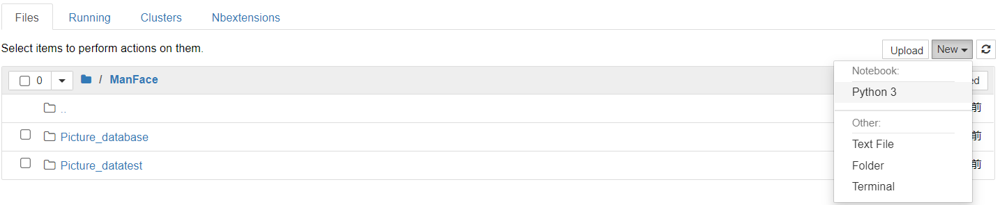 Files Running Clusters Nbextensions
Select items to perform actions on them.
Upload New
0 / ManFace
Notebook:
Python 3
..
前
Picture_database
前
Other:
Text File
Picture_datatest
前
Folder
Terminal